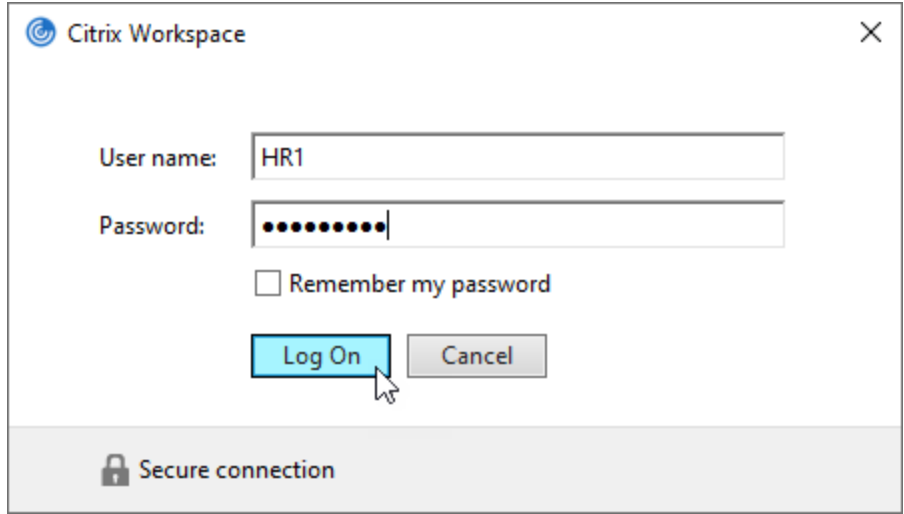 Citrix Workspace
User name: HR1
Password: •••••••••
Remember my password
Log On Cancel
Secure connection